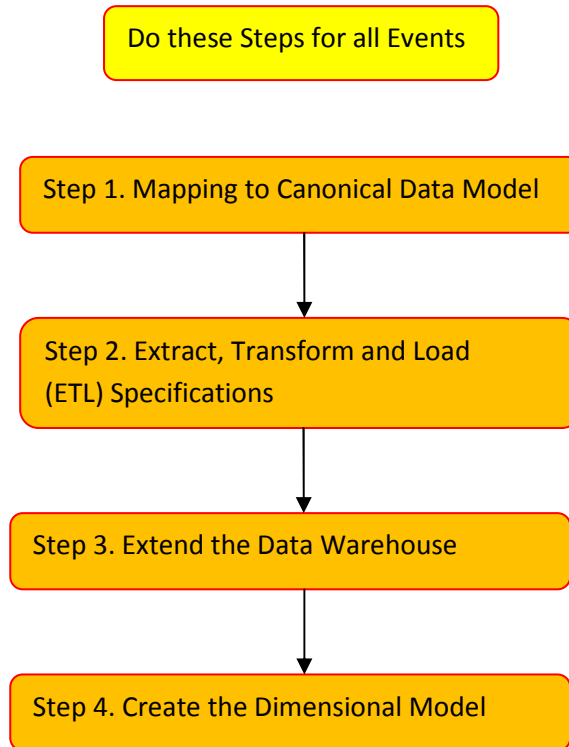 Do these Steps for all Events
Step 1. Mapping to Canonical Data Model
Step 2. Extract, Transform and Load
(ETL) Specifications
Step 3. Extend the Data Warehouse
Step 4. Create the Dimensional Model